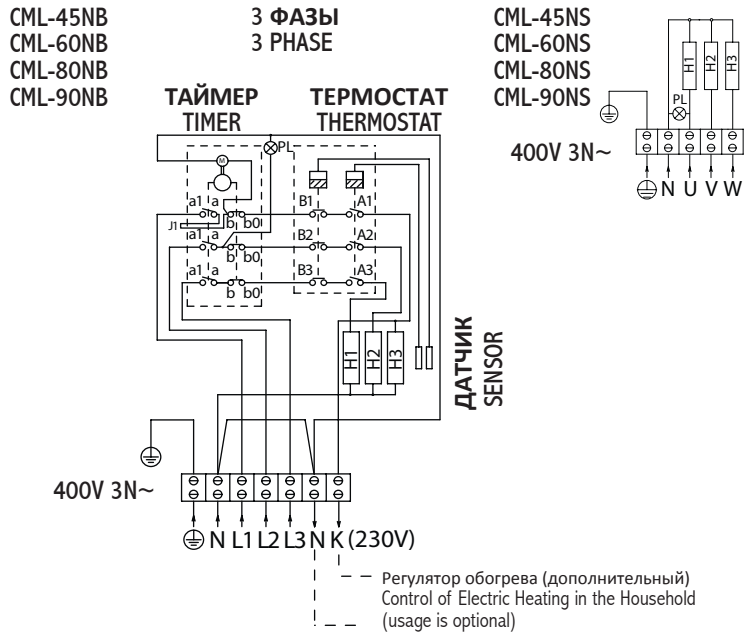 CML-45NB
CML-60NB
CML-80NB
CML-90NB
3 ФАЗЫ
3 PHASE
CML-45NS
CML-60NS
CML-80NS
CML-90NS
ТАЙМЕР
TIMER
ТЕРМОСТАТ
THERMOSTAT
PL
H1
H2
H3
400V 3N~
N U V W
PL
M
a1 a
b b0
J1
B1
A1
a1 a
b b0
B2
A2
a1 a
b b0
B3
A3
H1
H2
H3
ДАТЧИК
SENSOR
400V 3N~
N L1 L2 L3 N K (230V)
Регулятор обогрева (дополнительный)
Control of Electric Heating in the Household
(usage is optional)